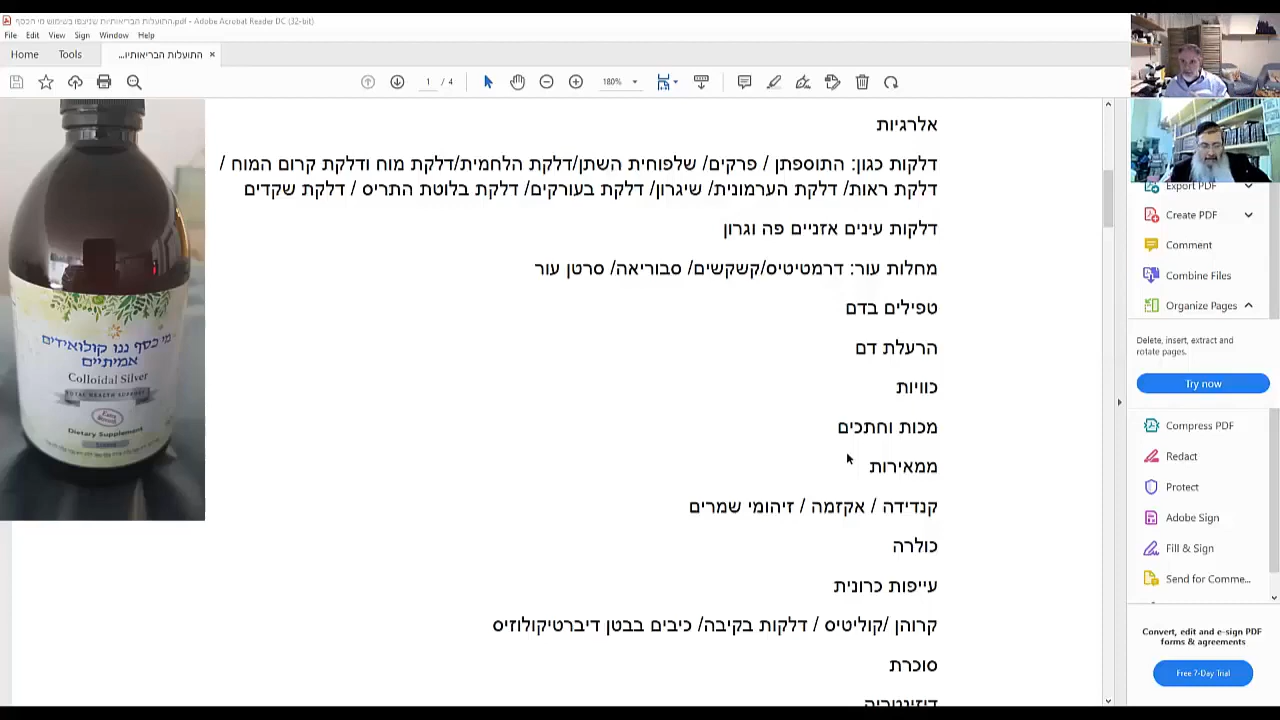 התועלות הבריאותיות שניצפו בשימוש מי הכסף.pdf - Adobe Acrobat Reader DC (32-bit)
File Edit View Sign Window Help
Home Tools התועלות הבריאותיו... ×
1 / 4 180%
אלרגיות
דלקות כגון: התוספתן / פרקים/ שלפוחית השתן/דלקת הלחמית/דלקת מוח ודלקת קרום המוח /
דלקת ראות/ דלקת הערמונית/ שיגרון/ דלקת בעורקים/ דלקת בלוטת התריס / דלקת שקדים
דלקות עינים אזניים פה וגרון
מחלות עור: דרמטיטיס/קשקשים/ סבוריאה/ סרטן עור
טפילים בדם
הרעלת דם
כוויות
מכות וחתכים
ממאירות
קנדידה / אקזמה / זיהומי שמרים
כולרה
עייפות כרונית
קרוהן /קוליטיס / דלקות בקיבה/ כיבים בבטן דיברטיקולוזיס
סוכרת
דיזינטריה
מי כסף ננו קולואידים
אמיתיים
Colloidal Silver
TOTAL HEALTH SUPPORT
Dietary Supplement
Export PDF
Create PDF
Comment
Combine Files
Organize Pages
Delete, insert, extract and
rotate pages.
Try now
Compress PDF
Redact
Protect
Adobe Sign
Fill & Sign
Send for Comme...
Convert, edit and e-sign PDF
forms & agreements
Free 7-Day Trial